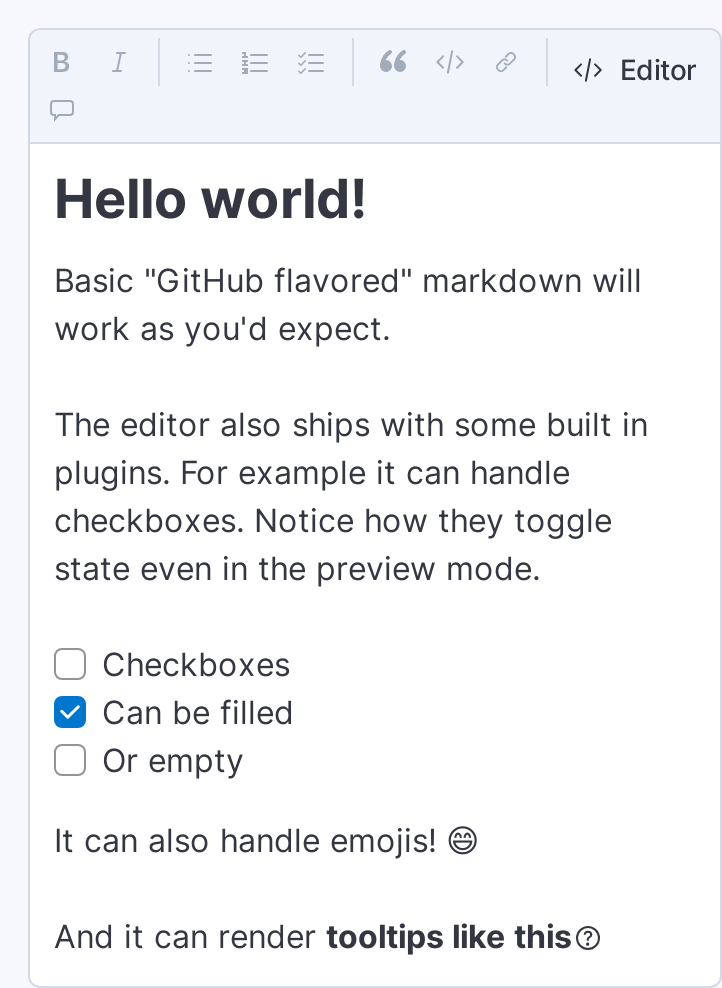 Editor
Hello world!
Basic "GitHub flavored" markdown will
work as you'd expect.
The editor also ships with some built in
plugins. For example it can handle
checkboxes. Notice how they toggle
state even in the preview mode.
Checkboxes
Can be filled
Or empty
It can also handle emojis! 😄
And it can render tooltips like this